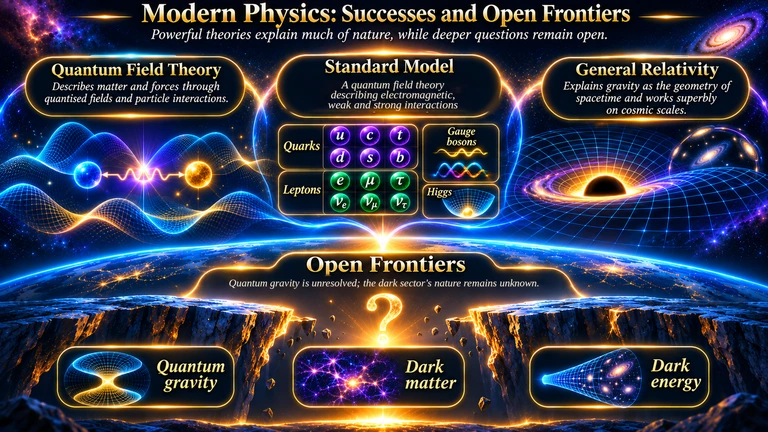 Modern Physics: Successes and Open Frontiers
Powerful theories explain much of nature, while deeper questions remain open.
Quantum Field Theory
Describes matter and forces through
quantised fields and particle interactions.
Standard Model
A quantum field theory
describing electromagnetic,
weak and strong interactions
General Relativity
Explains gravity as the geometry of
spacetime and works superbly
on cosmic scales.
Quarks
u c t
d s b
Leptons
e μ τ
νe νμ ντ
Gauge
bosons
Higgs
Open Frontiers
Quantum gravity is unresolved; the dark sector's nature remains unknown.
?
Quantum
gravity
Dark
matter
Dark
energy